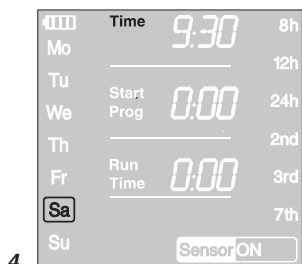 Time 9:30 8h
Mo
12h
Tu
Start Prog 0:00 24h
We
Th 2nd
Run Time 0:00 3rd
Fr
Sa 7th
Su Sensor ON
4